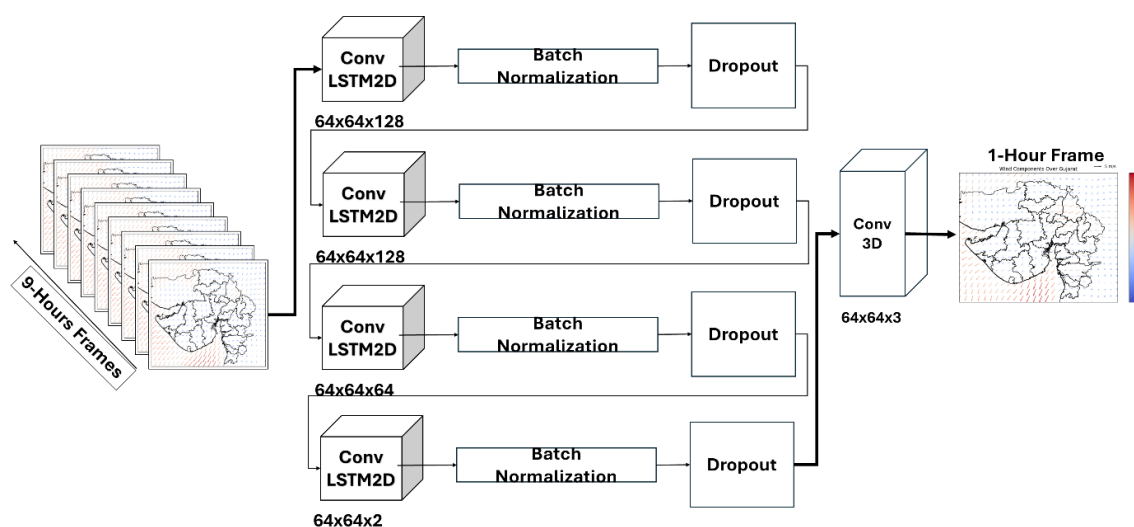 Conv
LSTM2D
Batch
Normalization
Dropout
64x64x128
Conv
LSTM2D
Batch
Normalization
Dropout
64x64x128
Conv
LSTM2D
Batch
Normalization
Dropout
64x64x64
Conv
LSTM2D
Batch
Normalization
Dropout
64x64x2
9-Hours Frames
Conv
3D
64x64x3
1-Hour Frame
Wind Components Over Gujarat